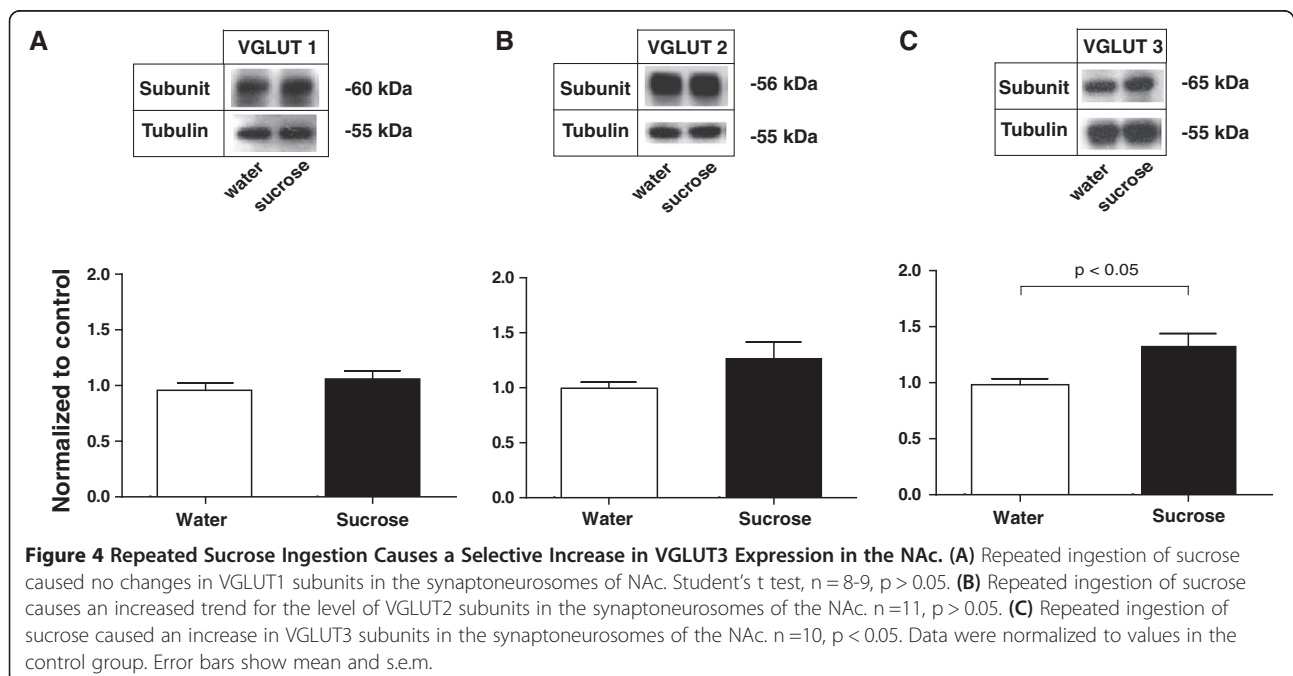 A
VGLUT 1
Subunit
-60 kDa
Tubulin
-55 kDa
water
sucrose
B
VGLUT 2
Subunit
-56 kDa
Tubulin
-55 kDa
water
sucrose
C
VGLUT 3
Subunit
-65 kDa
Tubulin
-55 kDa
water
sucrose
Normalized to control
2.0
1.5
1.0
0.5
0.0
Water
Sucrose
2.0
1.5
1.0
0.5
0.0
Water
Sucrose
2.0
1.5
1.0
0.5
0.0
p < 0.05
Water
Sucrose
Figure 4 Repeated Sucrose Ingestion Causes a Selective Increase in VGLUT3 Expression in the NAc. (A) Repeated ingestion of sucrose
caused no changes in VGLUT1 subunits in the synaptoneurosomes of NAc. Student's t test, n = 8-9, p > 0.05. (B) Repeated ingestion of sucrose
causes an increased trend for the level of VGLUT2 subunits in the synaptoneurosomes of the NAc. n =11, p > 0.05. (C) Repeated ingestion of
sucrose caused an increase in VGLUT3 subunits in the synaptoneurosomes of the NAc. n =10, p < 0.05. Data were normalized to values in the
control group. Error bars show mean and s.e.m.